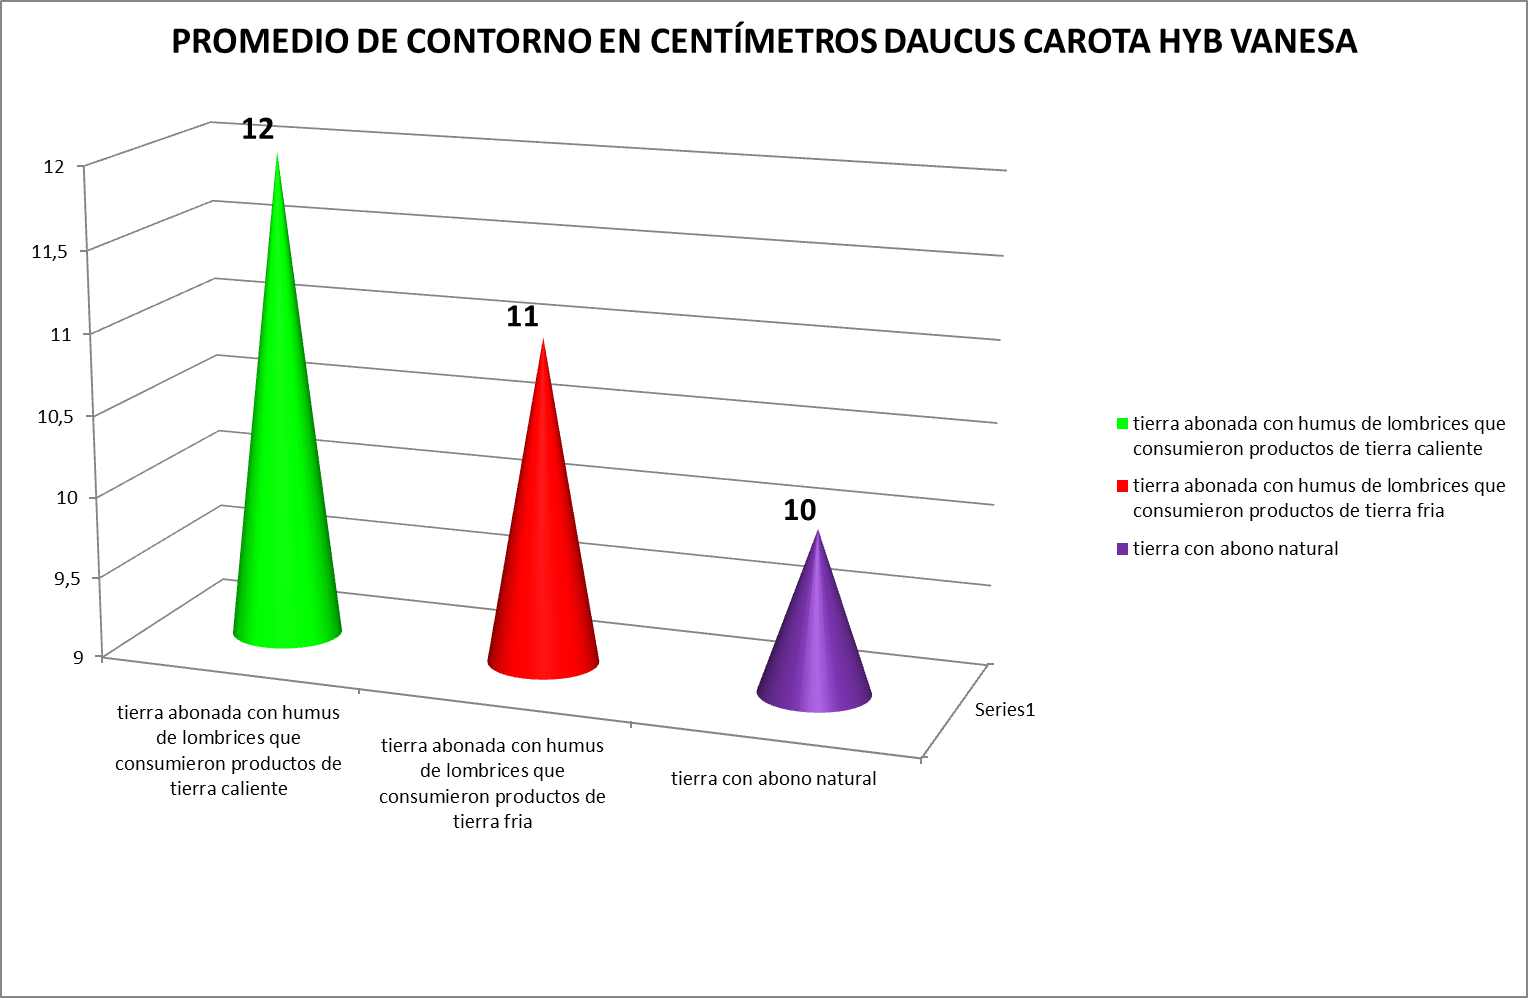 PROMEDIO DE CONTORNO EN CENTÍMETROS DAUCUS CAROTA HYB VANESA
12
11,5
11
10,5
10
9,5
9
12
11
10
tierra abonada con humus
de lombrices que
consumieron productos de
tierra caliente
tierra abonada con humus
de lombrices que
consumieron productos de
tierra fria
tierra con abono natural
Series1
tierra abonada con humus de lombrices que
consumieron productos de tierra caliente
tierra abonada con humus de lombrices que
consumieron productos de tierra fria
tierra con abono natural